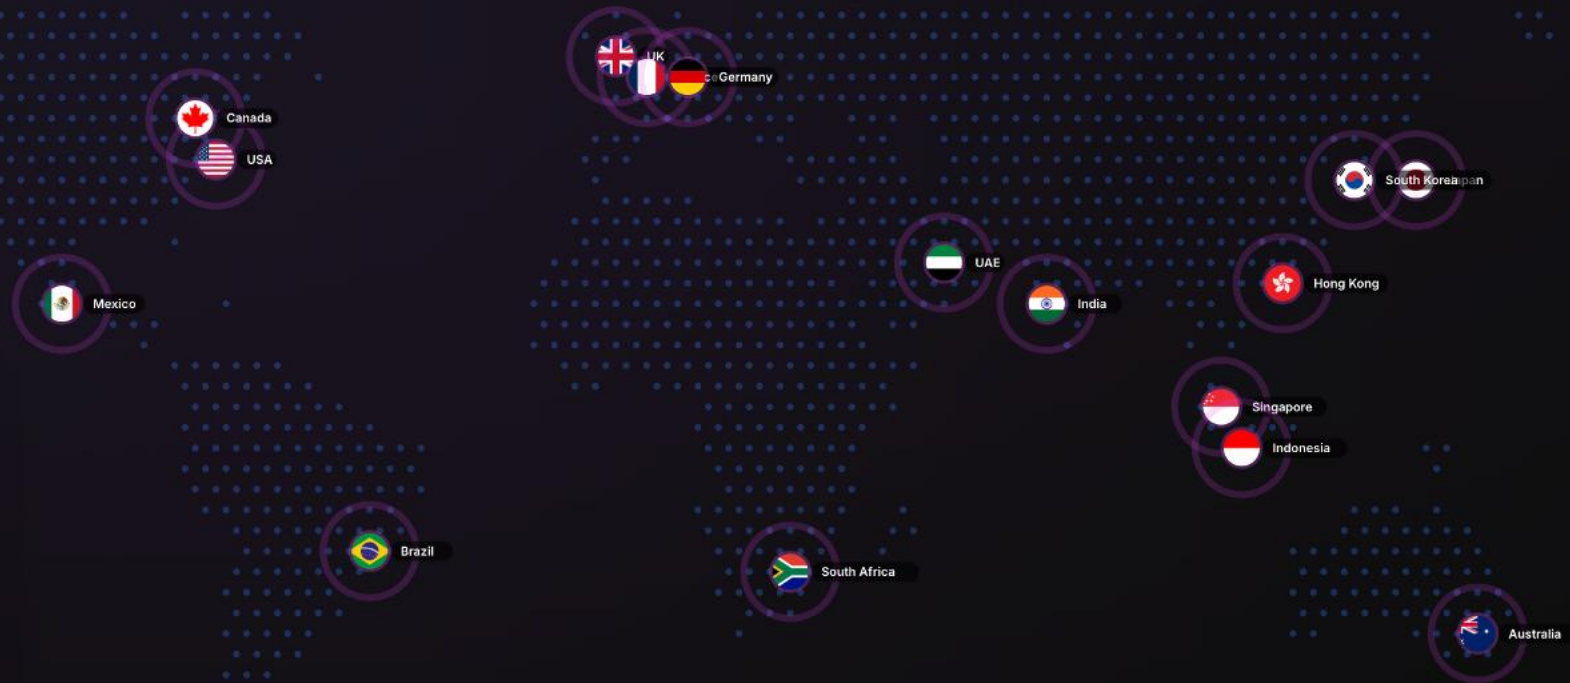 UK
Germany
Canada
USA
South Korea
UAE
Hong Kong
Mexico
India
Singapore
Indonesia
Brazil
South Africa
Australia